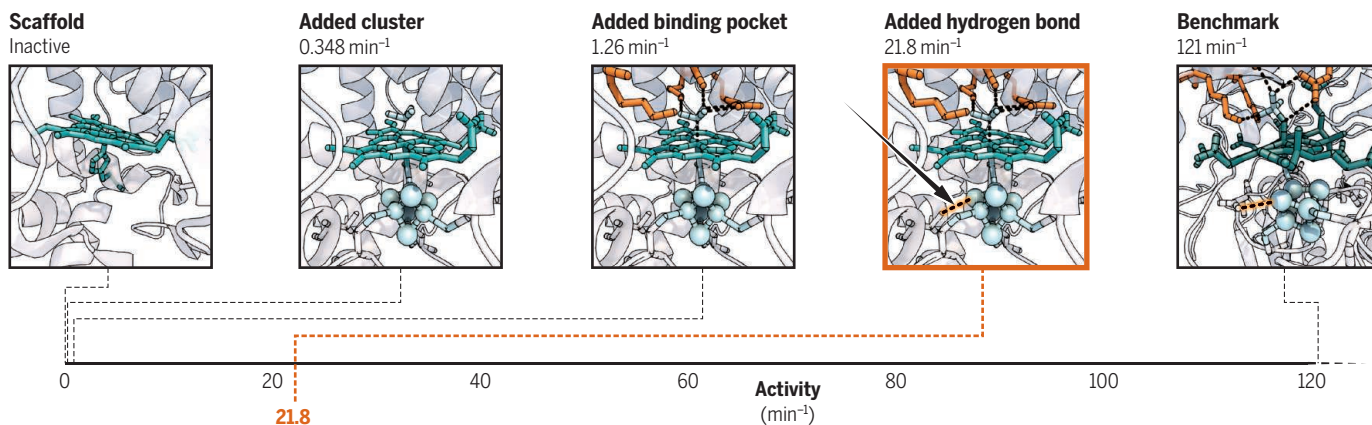 Scaffold
Inactive
Added cluster
0.348 min⁻¹
Added binding pocket
1.26 min⁻¹
Added hydrogen bond
21.8 min⁻¹
Benchmark
121 min⁻¹
0
20
40
60
80
100
120
Activity
(min⁻¹)
21.8